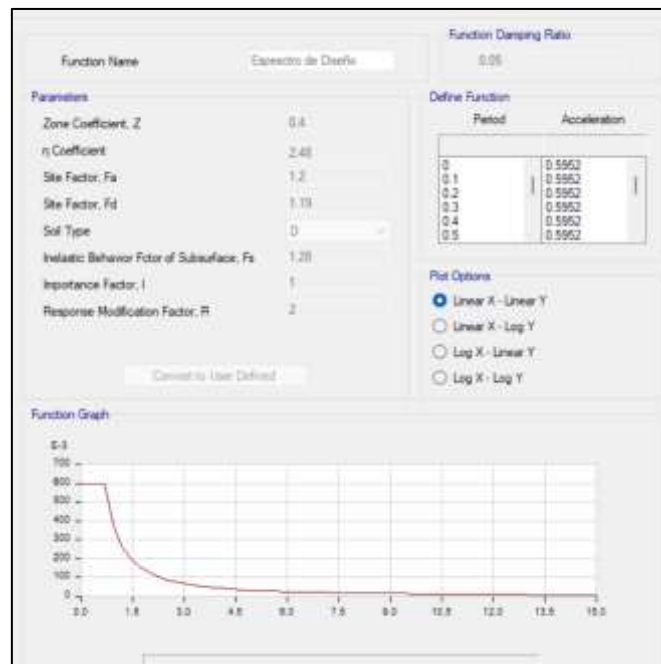 Function Damping Ratio
Function Name
Espectro de Diseño
0.05
Parameters
Zone Coefficient, Z
0.4
η Coefficient
2.48
Site Factor, Fa
1.2
Site Factor, Fd
1.19
Soil Type
D
Inelastic Behavior Fctor of Subsurface, Fs
1.28
Importance Factor, I
1
Response Modification Factor, R
2
Convert to User Defined
Define Function
Period
Acceleration
0
0.5952
0.1
0.5952
0.2
0.5952
0.3
0.5952
0.4
0.5952
0.5
0.5952
Plot Options
Linear X - Linear Y
Linear X - Log Y
Log X - Linear Y
Log X - Log Y
Function Graph
E-3
700
600
500
400
300
200
100
0
0.0
1.5
3.0
4.5
6.0
7.5
9.0
10.5
12.0
13.5
15.0